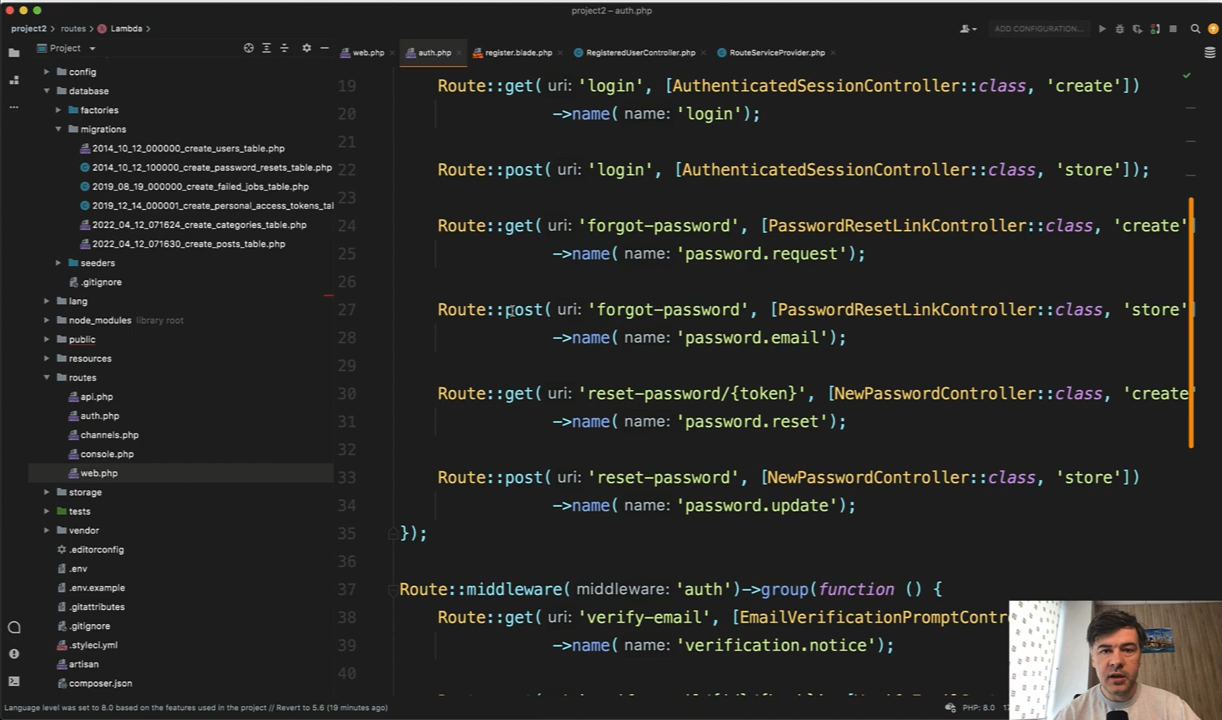 project2 – auth.php
project2 routes Lambda
ADD CONFIGURATION...
Project
web.php
auth.php
register.blade.php
RegisteredUserController.php
RouteServiceProvider.php
config
database
factories
migrations
2014_10_12_000000_create_users_table.php
2014_10_12_100000_create_password_resets_table.php
2019_08_19_000000_create_failed_jobs_table.php
2019_12_14_000001_create_personal_access_tokens_tal
2022_04_12_071624_create_categories_table.php
2022_04_12_071630_create_posts_table.php
seeders
.gitignore
lang
node_modules library root
public
resources
routes
api.php
auth.php
channels.php
console.php
web.php
storage
tests
vendor
.editorconfig
.env
.env.example
.gitattributes
.gitignore
.styleci.yml
artisan
composer.json
19 Route::get( uri: 'login', [AuthenticatedSessionController::class, 'create'])
20 ->name( name: 'login');
21
22 Route::post( uri: 'login', [AuthenticatedSessionController::class, 'store']);
23
24 Route::get( uri: 'forgot-password', [PasswordResetLinkController::class, 'create']
25 ->name( name: 'password.request');
26
27 Route::post( uri: 'forgot-password', [PasswordResetLinkController::class, 'store']
28 ->name( name: 'password.email');
29
30 Route::get( uri: 'reset-password/{token}', [NewPasswordController::class, 'create'
31 ->name( name: 'password.reset');
32
33 Route::post( uri: 'reset-password', [NewPasswordController::class, 'store'])
34 ->name( name: 'password.update');
35 });
36
37 Route::middleware( middleware: 'auth')->group(function () {
38 Route::get( uri: 'verify-email', [EmailVerificationPromptContr
39 ->name( name: 'verification.notice');
40
Language level was set to 8.0 based on the features used in the project // Revert to 5.6 (19 minutes ago)
PHP: 8.0